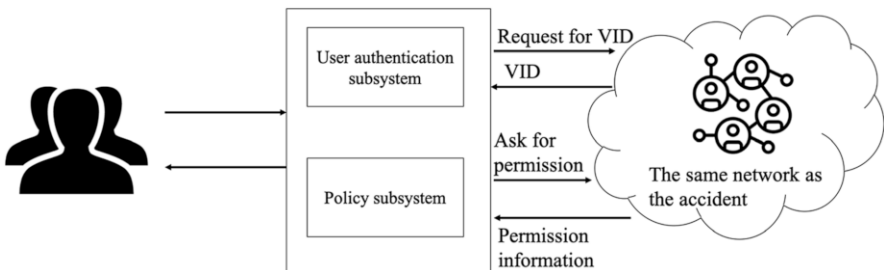 User authentication
subsystem
Policy subsystem
Request for VID
VID
Ask for
permission
Permission
information
The same network as
the accident